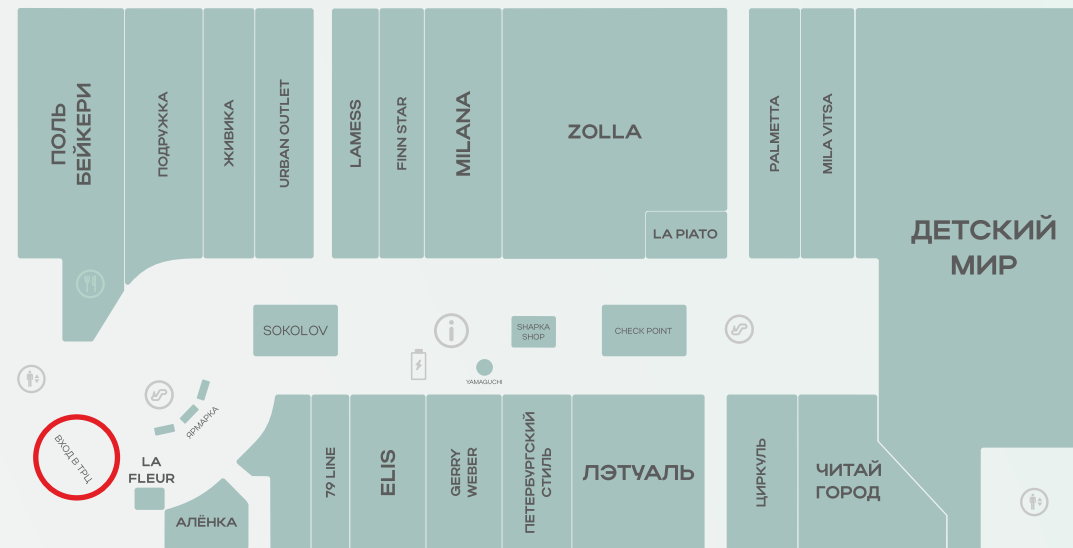 ПОЛЬ
БЕЙКЕРИ
ПОДРУЖКА
ЖИВИКА
URBAN OUTLET
LAMESS
FINN STAR
MILANA
ZOLLA
LA PIATO
PALMETTA
MILA VITSA
ДЕТСКИЙ
МИР
SOKOLOV
i
SHAPKA
SHOP
CHECK POINT
YAMAGUCHI
ЯРМАРКА
ВХОД В ТРЦ
LA
FLEUR
АЛЁНКА
79 LINE
ELIS
GERRY
WEBER
ПЕТЕРБУРГСКИЙ
СТИЛЬ
ЛЭТУАЛЬ
ЦИРКУЛЬ
ЧИТАЙ
ГОРОД